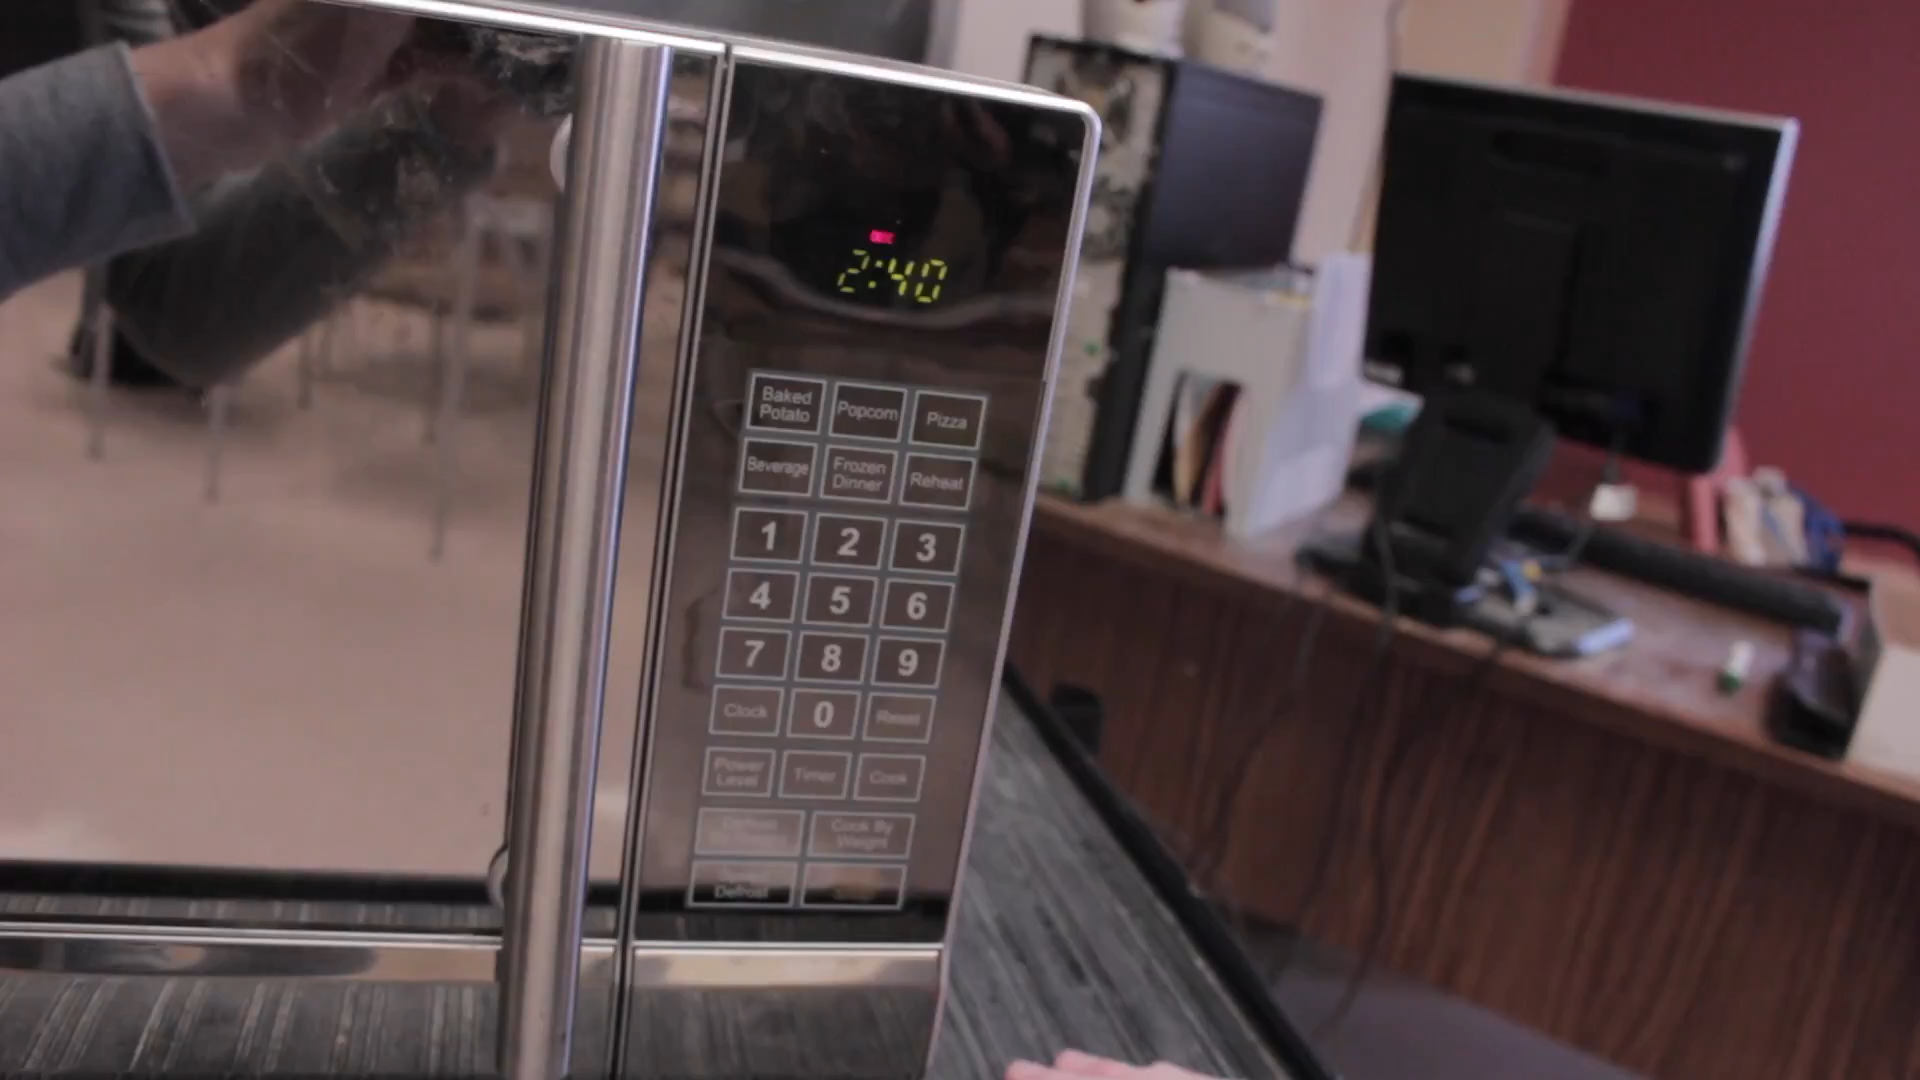 2:40
Baked Potato
Popcorn
Pizza
Beverage
Frozen Dinner
Reheat
1 2 3
4 5 6
7 8 9
Clock 0 Reset
Power Level
Timer
Cook
Cook By Weight
Defrost